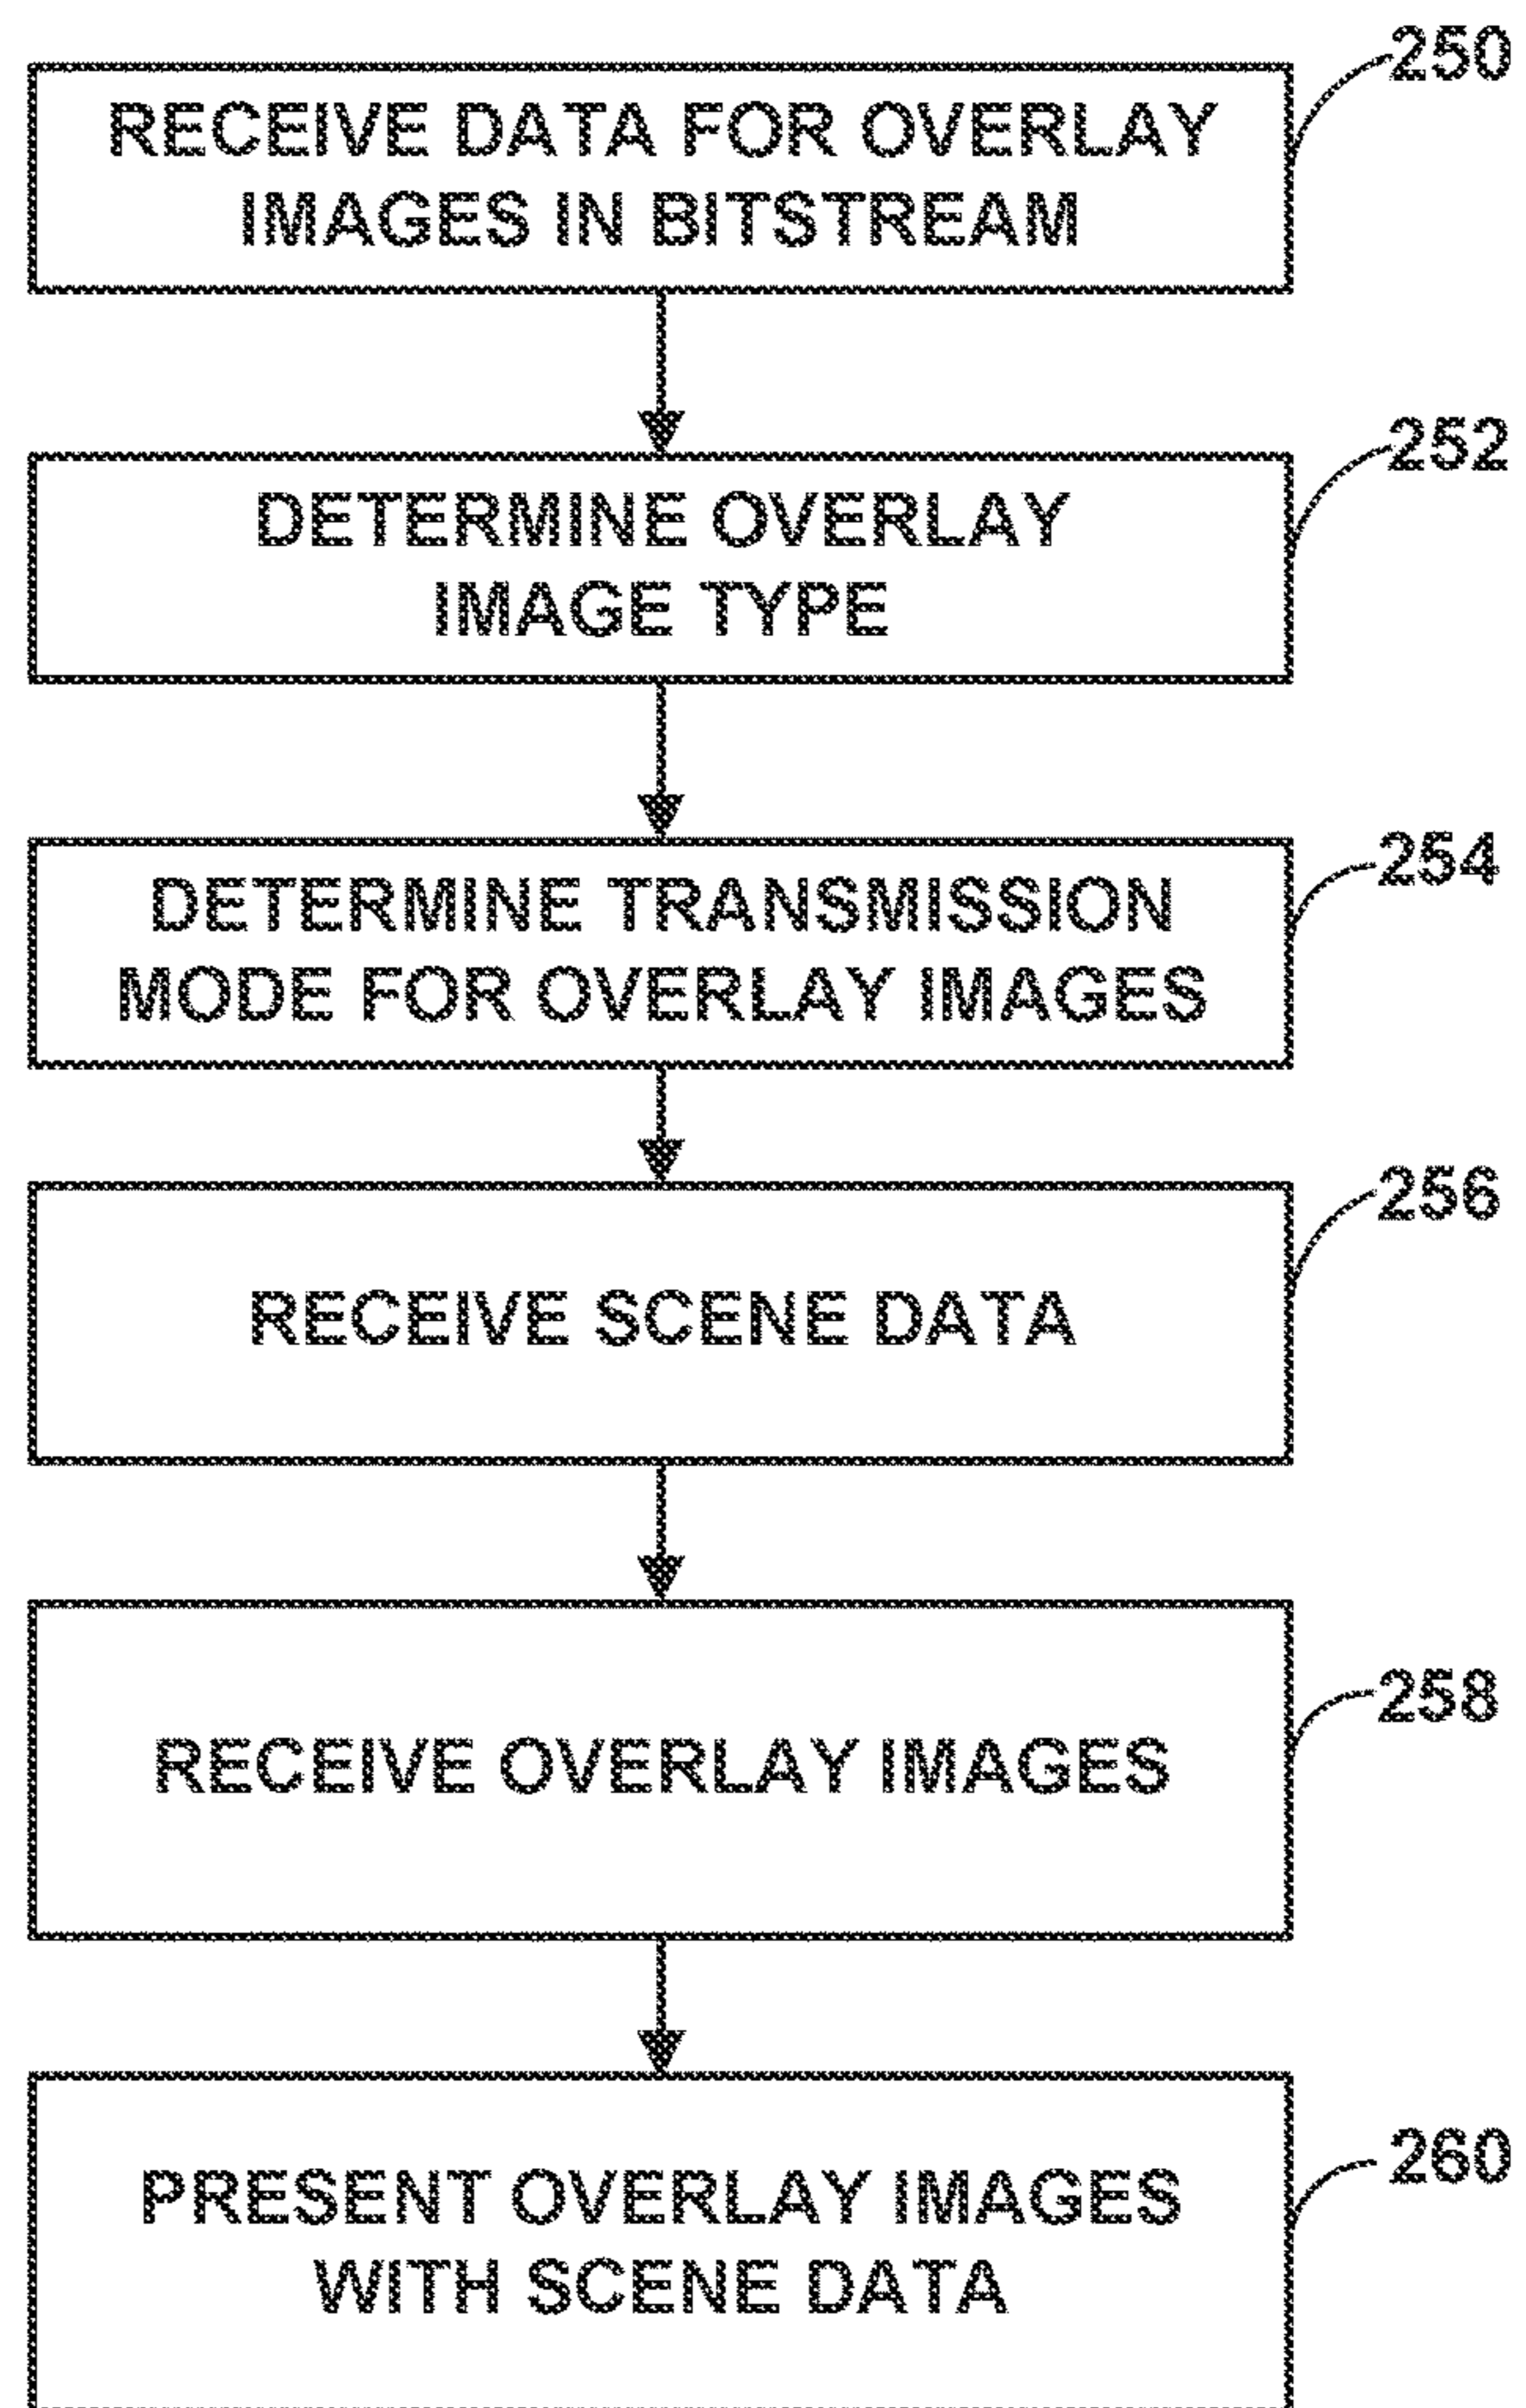 250
RECEIVE DATA FOR OVERLAY
IMAGES IN BITSTREAM
252
DETERMINE OVERLAY
IMAGE TYPE
254
DETERMINE TRANSMISSION
MODE FOR OVERLAY IMAGES
256
RECEIVE SCENE DATA
258
RECEIVE OVERLAY IMAGES
260
PRESENT OVERLAY IMAGES
WITH SCENE DATA